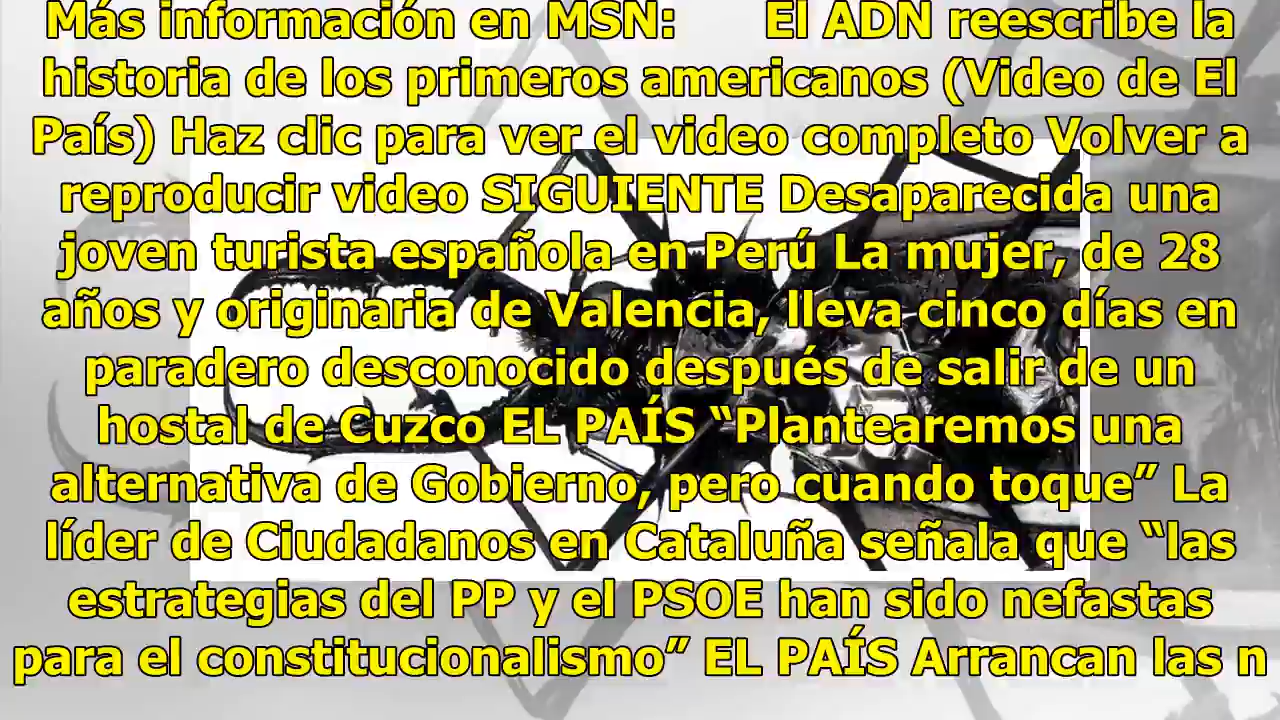 Más información en MSN: El ADN reescribe la
historia de los primeros americanos (Video de El
País) Haz clic para ver el video completo Volver a
reproducir video SIGUIENTE Desaparecida una
joven turista española en Perú La mujer, de 28
años y originaria de Valencia, lleva cinco días en
paradero desconocido después de salir de un
hostal de Cuzco EL PAÍS “Plantearemos una
alternativa de Gobierno, pero cuando toque” La
líder de Ciudadanos en Cataluña señala que “las
estrategias del PP y el PSOE han sido nefastas
para el constitucionalismo” EL PAÍS Arrancan las n